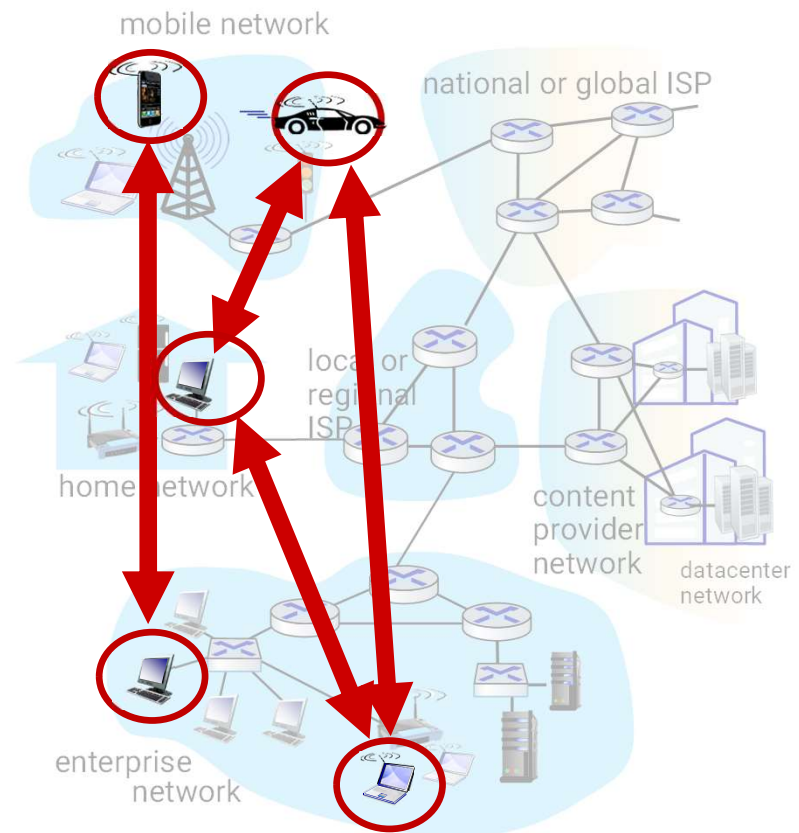 mobile network
national or global ISP
local or
regional
ISP
home network
content
provider
network
datacenter
network
enterprise
network